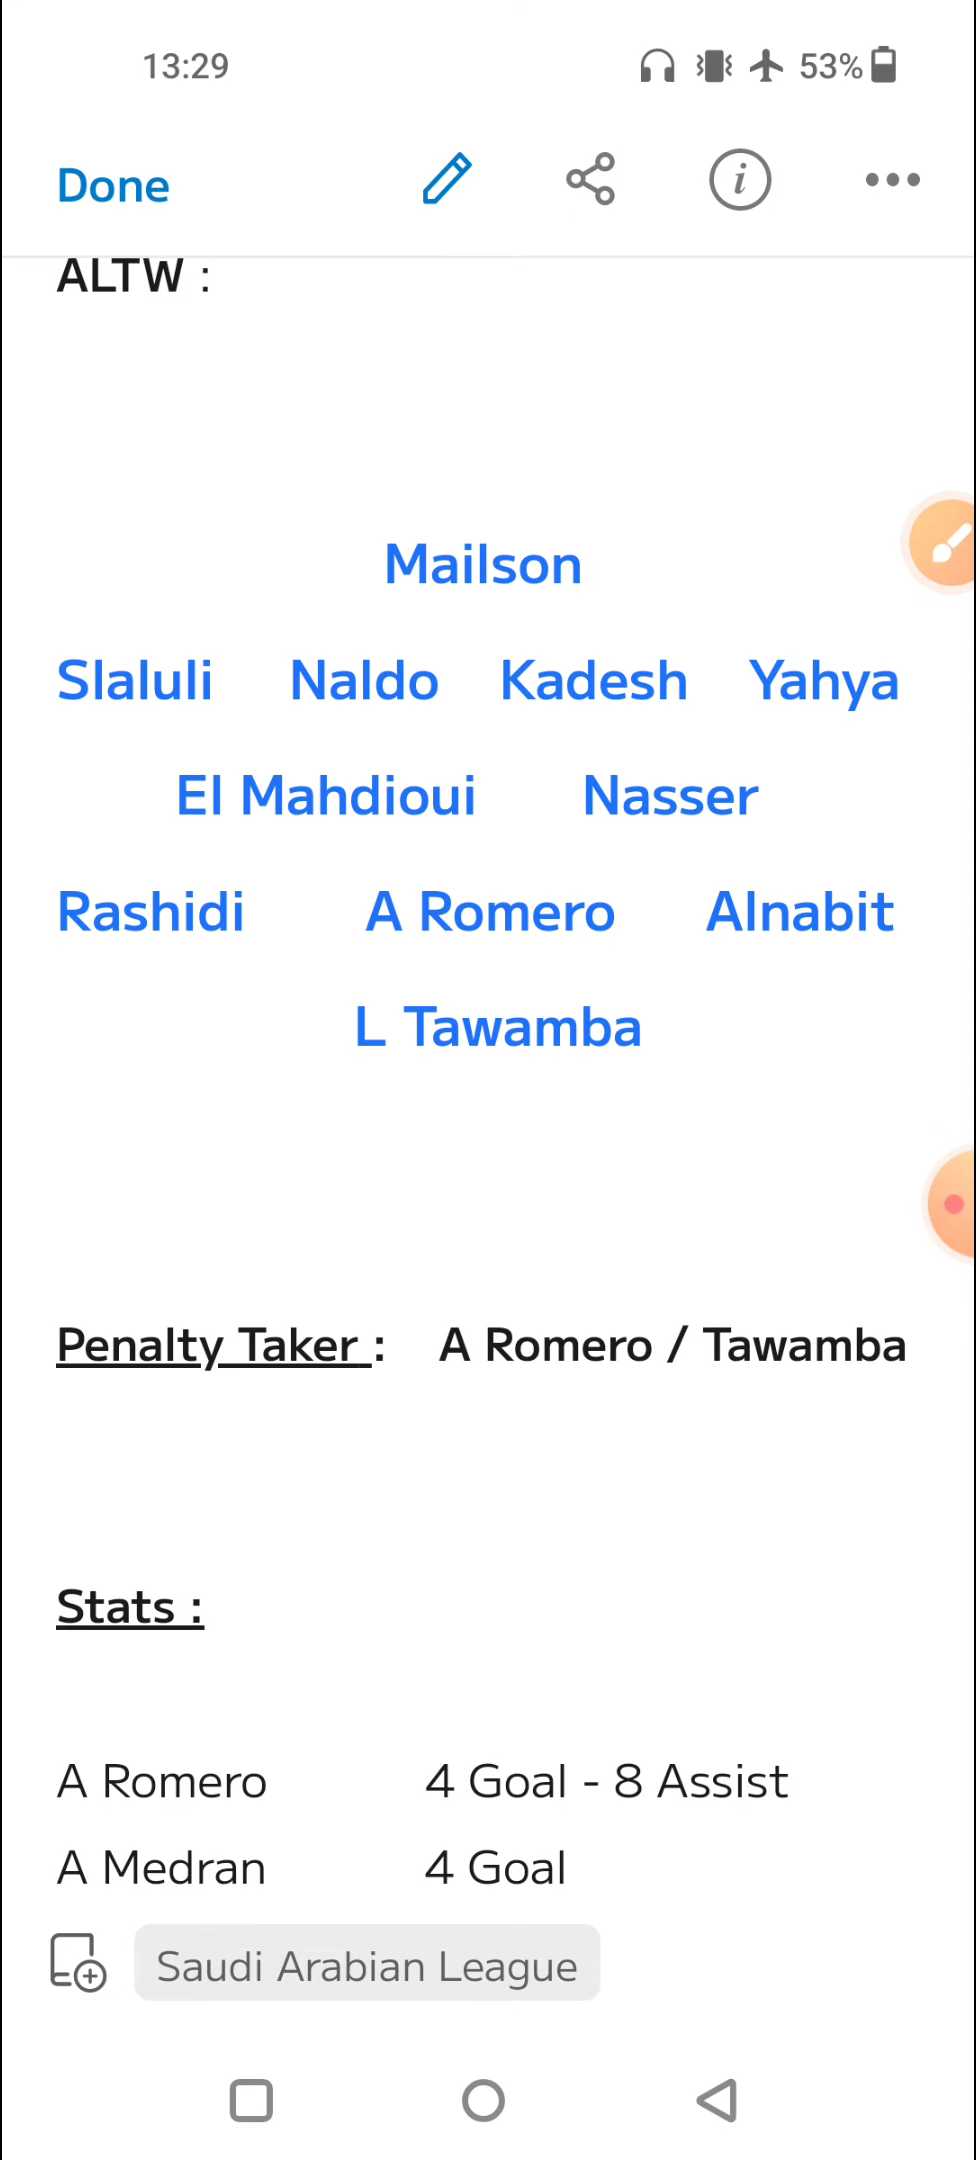 13:29 53%
Done
ALTW :
Mailson
Slaluli Naldo Kadesh Yahya
El Mahdioui Nasser
Rashidi A Romero Alnabit
L Tawamba
Penalty Taker : A Romero / Tawamba
Stats :
A Romero 4 Goal - 8 Assist
A Medran 4 Goal
Saudi Arabian League